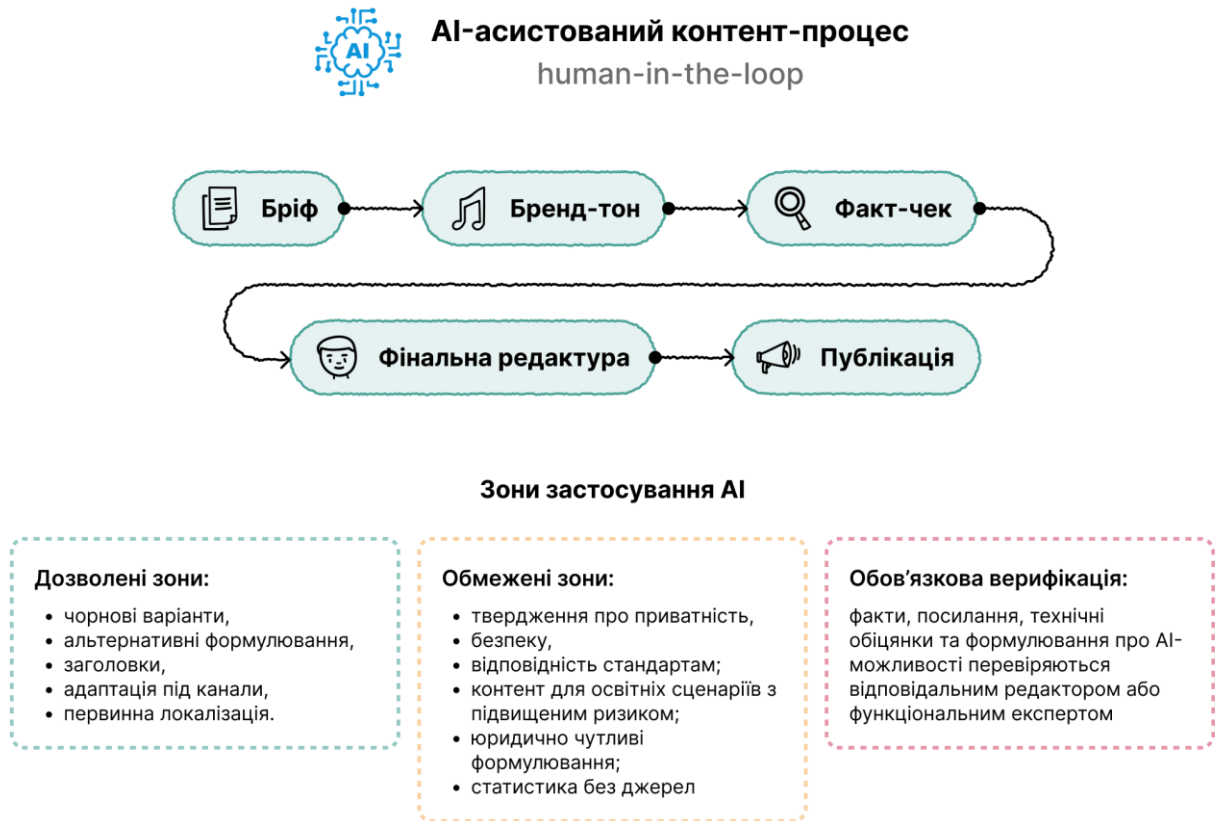 AI
AI-асистований контент-процес
human-in-the-loop
Бріф
Бренд-тон
Факт-чек
Фінальна редактура
Публікація
Зони застосування AI
Дозволені зони:
• чорнові варіанти,
• альтернативні формулювання,
• заголовки,
• адаптація під канали,
• первинна локалізація.
Обмежені зони:
• твердження про приватність,
• безпеку,
• відповідність стандартам;
• контент для освітніх сценаріїв з
підвищеним ризиком;
• юридично чутливі
формулювання;
• статистика без джерел
Обов’язкова верифікація:
факти, посилання, технічні
обіцянки та формулювання про AI-
можливості перевіряються
відповідальним редактором або
функціональним експертом